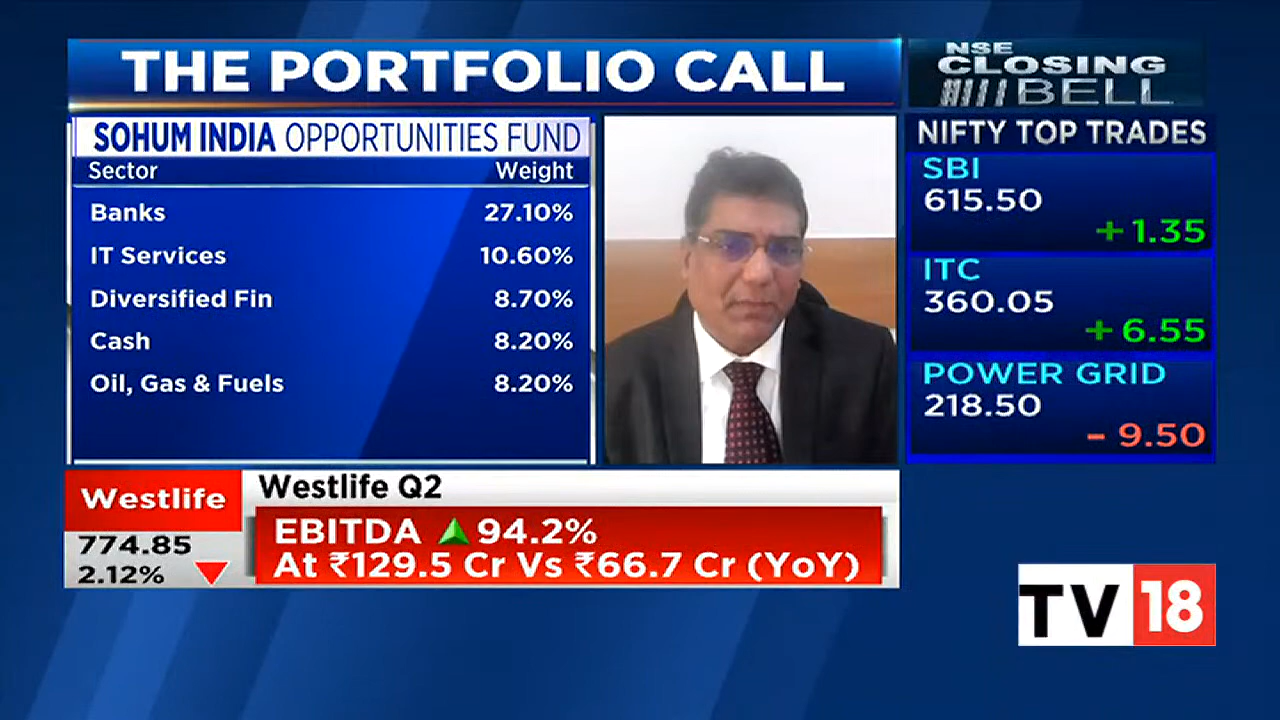 THE PORTFOLIO CALL
SOHUM INDIA OPPORTUNITIES FUND
Sector Weight
Banks 27.10%
IT Services 10.60%
Diversified Fin 8.70%
Cash 8.20%
Oil, Gas & Fuels 8.20%
NSE
CLOSING
BELL
NIFTY TOP TRADES
SBI
615.50
+1.35
ITC
360.05
+6.55
POWER GRID
218.50
- 9.50
Westlife
774.85
2.12%
Westlife Q2
EBITDA 94.2%
At ₹129.5 Cr Vs ₹66.7 Cr (YoY)
TV18